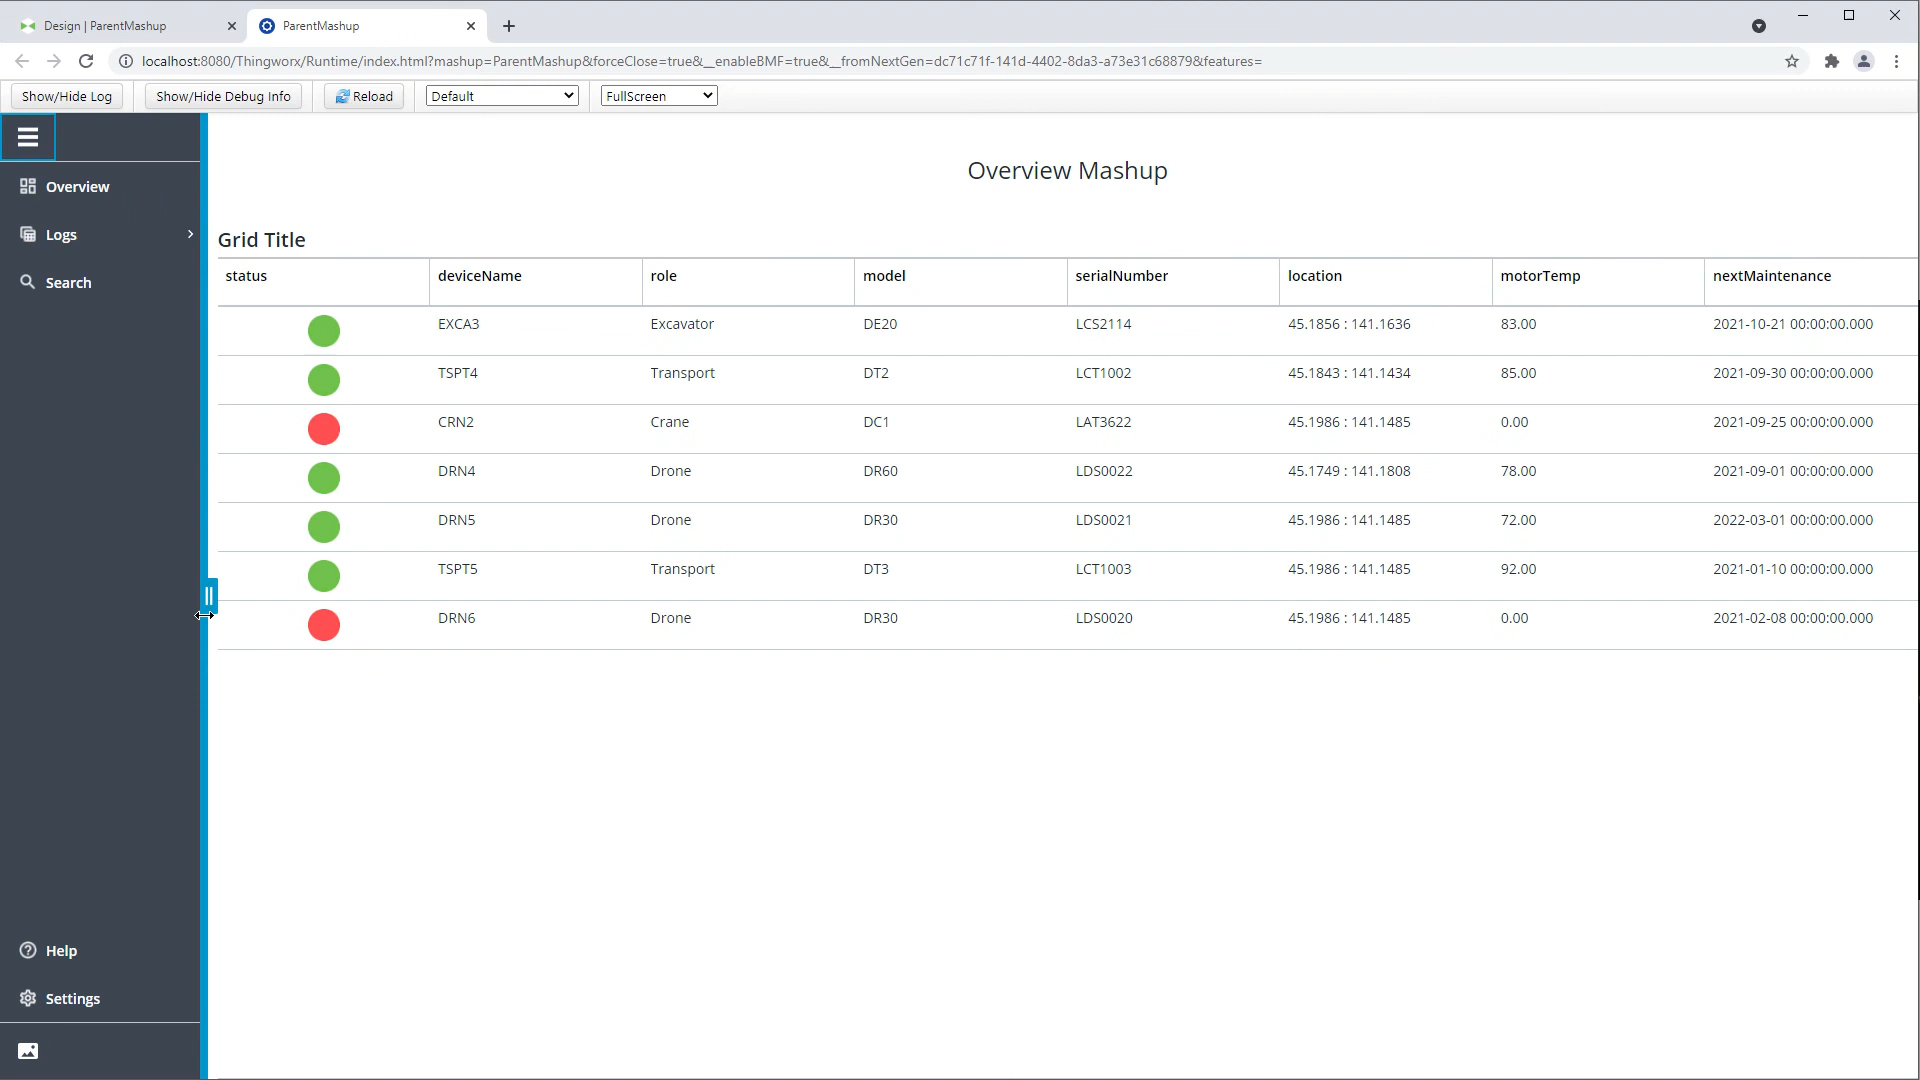 Design | ParentMashup
ParentMashup
localhost:8080/Thingworx/Runtime/index.html?mashup=ParentMashup&forceClose=true&__enableBMF=true&__fromNextGen=dc71c71f-141d-4402-8da3-a73e31c68879&features=
Show/Hide Log Show/Hide Debug Info Reload Default FullScreen
Overview
Logs
Search
Help
Settings
Overview Mashup
Grid Title
status deviceName role model serialNumber location motorTemp nextMaintenance
EXCA3 Excavator DE20 LCS2114 45.1856 : 141.1636 83.00 2021-10-21 00:00:00.000
TSPT4 Transport DT2 LCT1002 45.1843 : 141.1434 85.00 2021-09-30 00:00:00.000
CRN2 Crane DC1 LAT3622 45.1986 : 141.1485 0.00 2021-09-25 00:00:00.000
DRN4 Drone DR60 LDS0022 45.1749 : 141.1808 78.00 2021-09-01 00:00:00.000
DRN5 Drone DR30 LDS0021 45.1986 : 141.1485 72.00 2022-03-01 00:00:00.000
TSPT5 Transport DT3 LCT1003 45.1986 : 141.1485 92.00 2021-01-10 00:00:00.000
DRN6 Drone DR30 LDS0020 45.1986 : 141.1485 0.00 2021-02-08 00:00:00.000